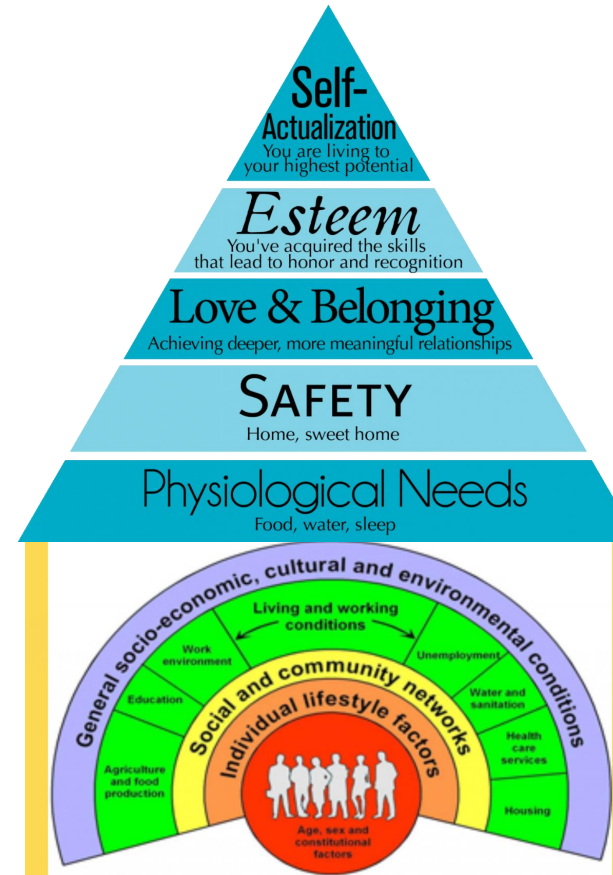 Self-
Actualization
You are living to
your highest potential
Esteem
You've acquired the skills
that lead to honor and recognition
Love & Belonging
Achieving deeper, more meaningful relationships
SAFETY
Home, sweet home
Physiological Needs
Food, water, sleep
General socio-economic, cultural and environmental conditions
Living and working
conditions
Work
environment
Unemployment
Education
Water and
sanitation
Agriculture
and food
production
Health
care
services
Housing
Social and community networks
Individual lifestyle factors
Age, sex and
constitutional
factors